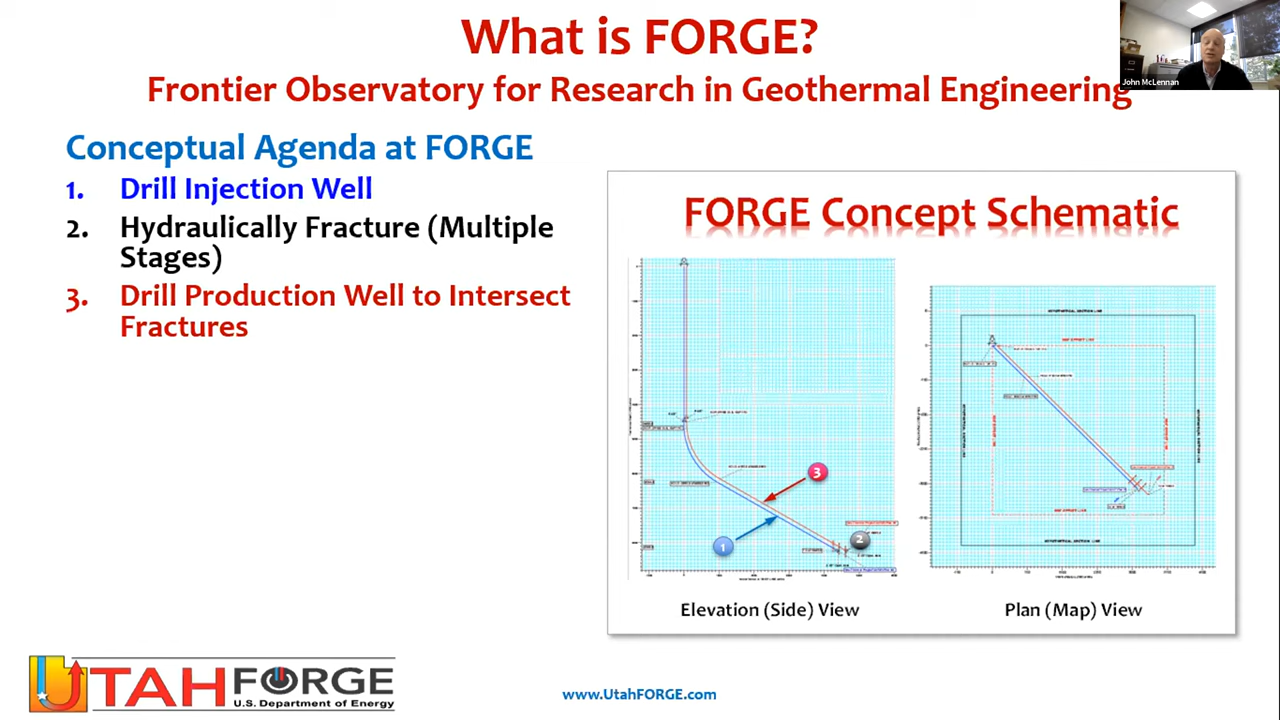 What is FORGE?
Frontier Observatory for Research in Geothermal Engineering
John McLennan
Conceptual Agenda at FORGE
1. Drill Injection Well
2. Hydraulically Fracture (Multiple
Stages)
3. Drill Production Well to Intersect
Fractures
FORGE Concept Schematic
3
1
2
Elevation (Side) View
Plan (Map) View
UTAH FORGE
U.S. Department of Energy
www.UtahFORGE.com